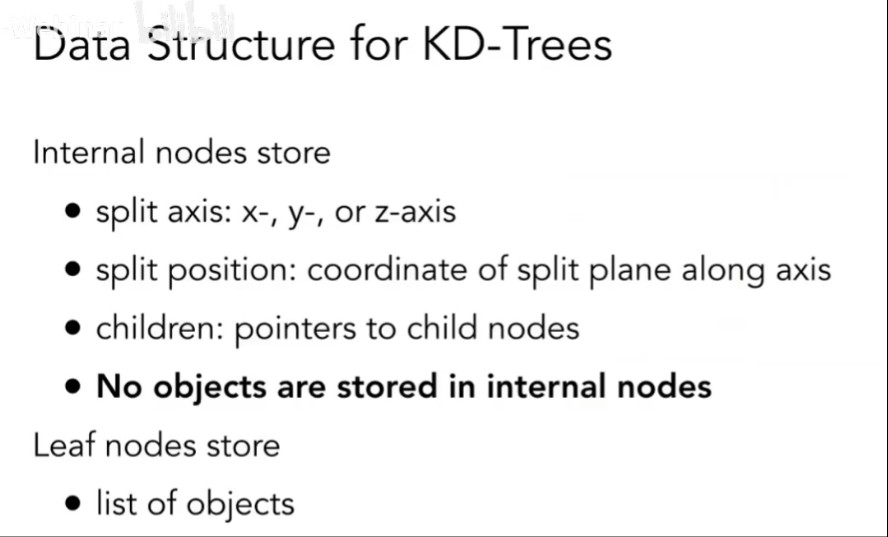 -Webinar bilibili
Data Structure for KD-Trees
Internal nodes store
• split axis: x-, y-, or z-axis
• split position: coordinate of split plane along axis
• children: pointers to child nodes
• No objects are stored in internal nodes
Leaf nodes store
• list of objects